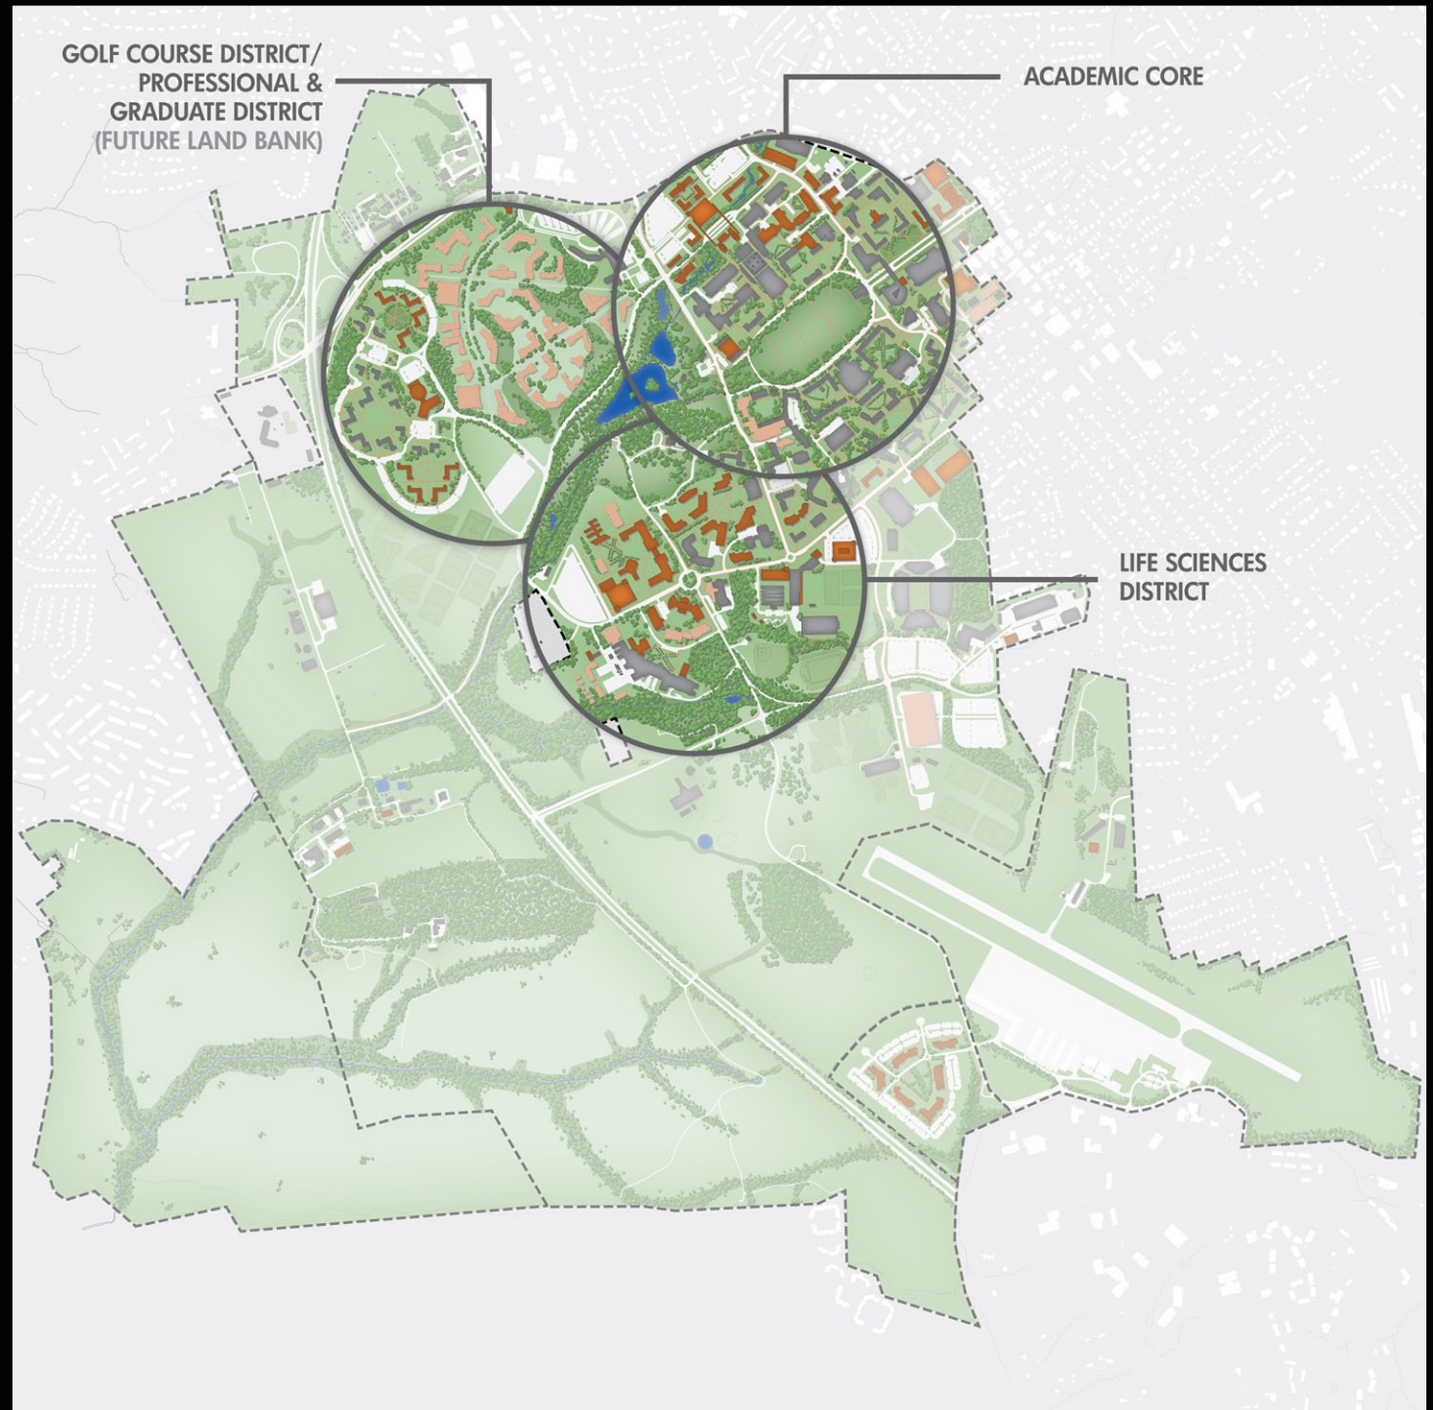 GOLF COURSE DISTRICT/
PROFESSIONAL &
GRADUATE DISTRICT
(FUTURE LAND BANK)
ACADEMIC CORE
LIFE SCIENCES
DISTRICT